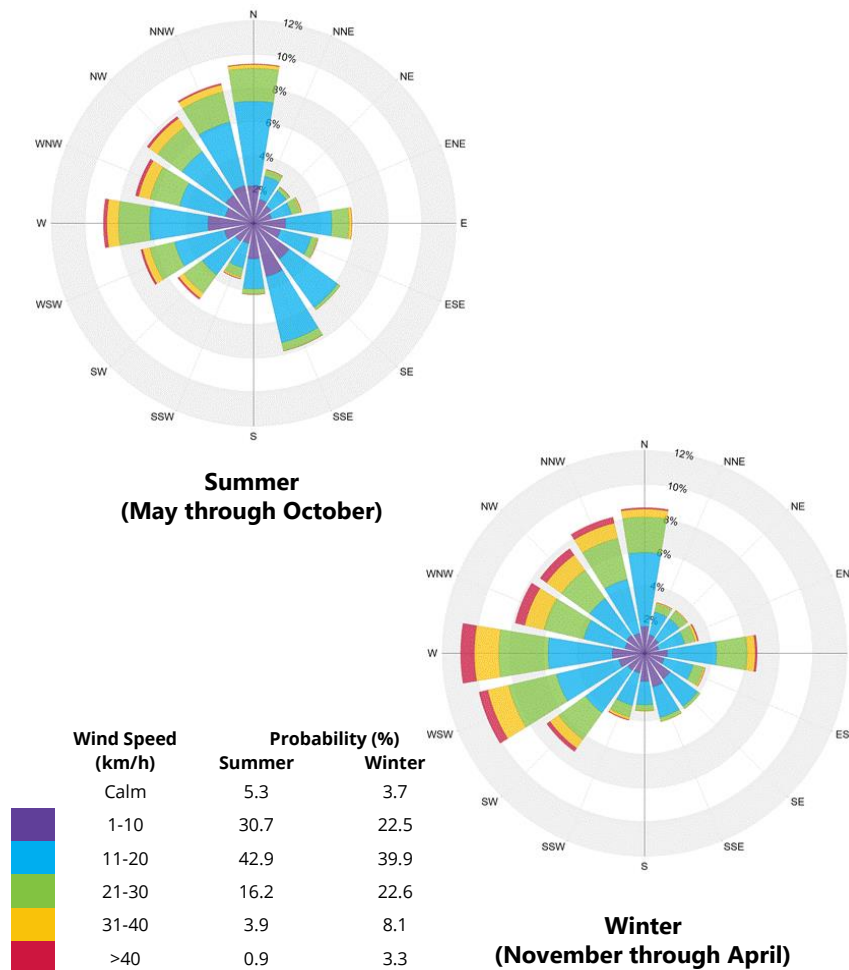 N
NNE
NE
ENE
E
ESE
SE
SSE
S
SSW
SW
WSW
W
WNW
NW
NNW
12%
10%
8%
6%
4%
2%
Summer
(May through October)
N
NNE
NE
EN
ES
SE
SSE
S
SSW
SW
WSW
W
WNW
NW
NNW
12%
10%
8%
6%
4%
2%
Winter
(November through April)
Wind Speed Probability (%)
(km/h) Summer Winter
Calm 5.3 3.7
1-10 30.7 22.5
11-20 42.9 39.9
21-30 16.2 22.6
31-40 3.9 8.1
>40 0.9 3.3